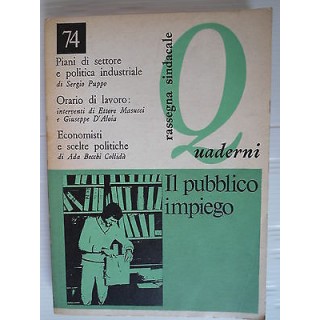 74
Piani di settore
e politica industriale
di Sergio Puppo
Orario di lavoro:
interventi di Ettore Masucci
e Giuseppe D'Aloia
Economisti
e scelte politiche
di Ada Becchi Collidà
rassegna sindacale
Quaderni
Il pubblico
impiego